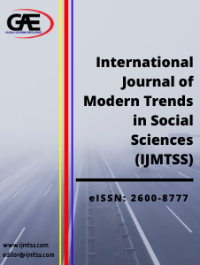 GAE
International
Journal of
Modern Trends
in Social
Sciences
(IJMTSS)
eISSN: 2600-8777
www.ijmtss.com
editor@ijmtss.com